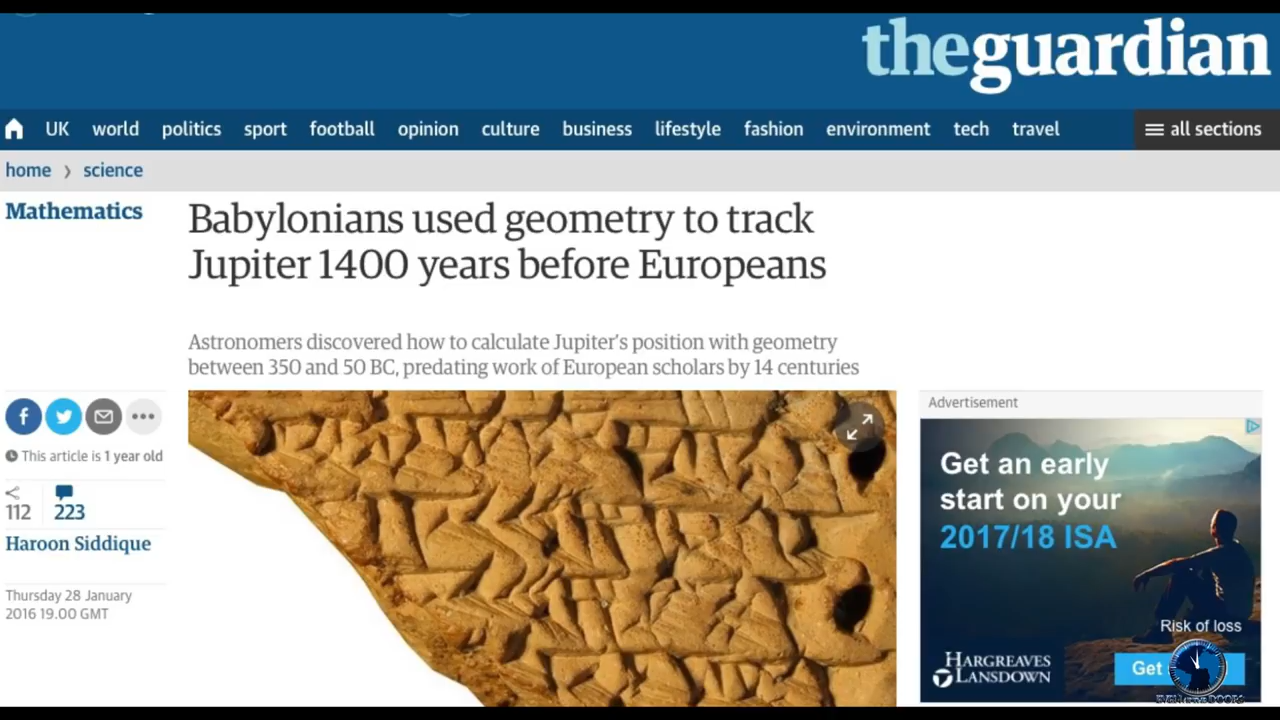 theguardian
UK world politics sport football opinion culture business lifestyle fashion environment tech travel all sections
home science
Mathematics
Babylonians used geometry to track
Jupiter 1400 years before Europeans
Astronomers discovered how to calculate Jupiter's position with geometry
between 350 and 50 BC, predating work of European scholars by 14 centuries
This article is 1 year old
112 223
Haroon Siddique
Thursday 28 January
2016 19.00 GMT
Advertisement
Get an early
start on your
2017/18 ISA
Risk of loss
HARGREAVES
LANSDOWN
Get